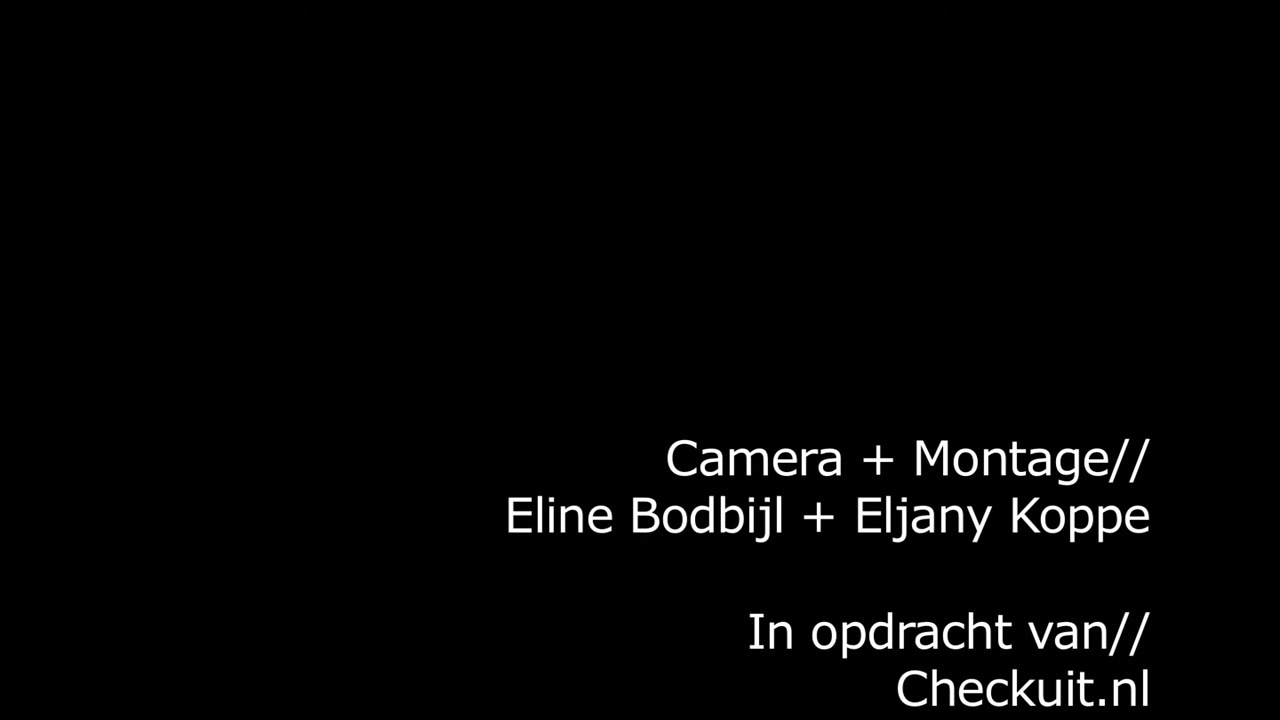 Camera + Montage//
Eline Bodbijl + Eljany Koppe
In opdracht van//
Checkuit.nl